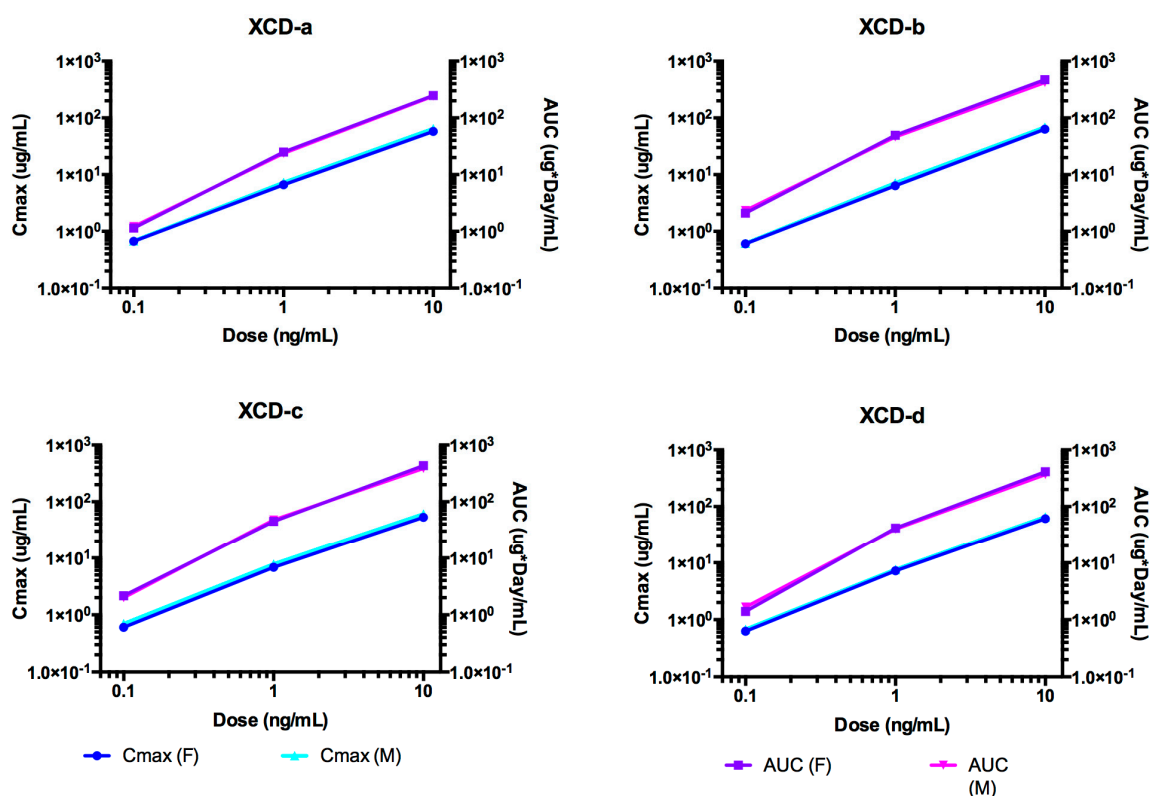 XCD-a
1×10³
1×10²
1×10¹
1×10⁰
1.0×10⁻¹
Cmax (ug/mL)
1×10³
1×10²
1×10¹
1×10⁰
1.0×10⁻¹
AUC (ug*Day/mL)
0.1 1 10
Dose (ng/mL)
XCD-b
1×10³
1×10²
1×10¹
1×10⁰
1.0×10⁻¹
Cmax (ug/mL)
1×10³
1×10²
1×10¹
1×10⁰
1.0×10⁻¹
AUC (ug*Day/mL)
0.1 1 10
Dose (ng/mL)
XCD-c
1×10³
1×10²
1×10¹
1×10⁰
1.0×10⁻¹
Cmax (ug/mL)
1×10³
1×10²
1×10¹
1×10⁰
1.0×10⁻¹
AUC (ug*Day/mL)
0.1 1 10
Dose (ng/mL)
XCD-d
1×10³
1×10²
1×10¹
1×10⁰
1.0×10⁻¹
Cmax (ug/mL)
1×10³
1×10²
1×10¹
1×10⁰
1.0×10⁻¹
AUC (ug*Day/mL)
0.1 1 10
Dose (ng/mL)
Cmax (F) Cmax (M)
AUC (F) AUC
(M)